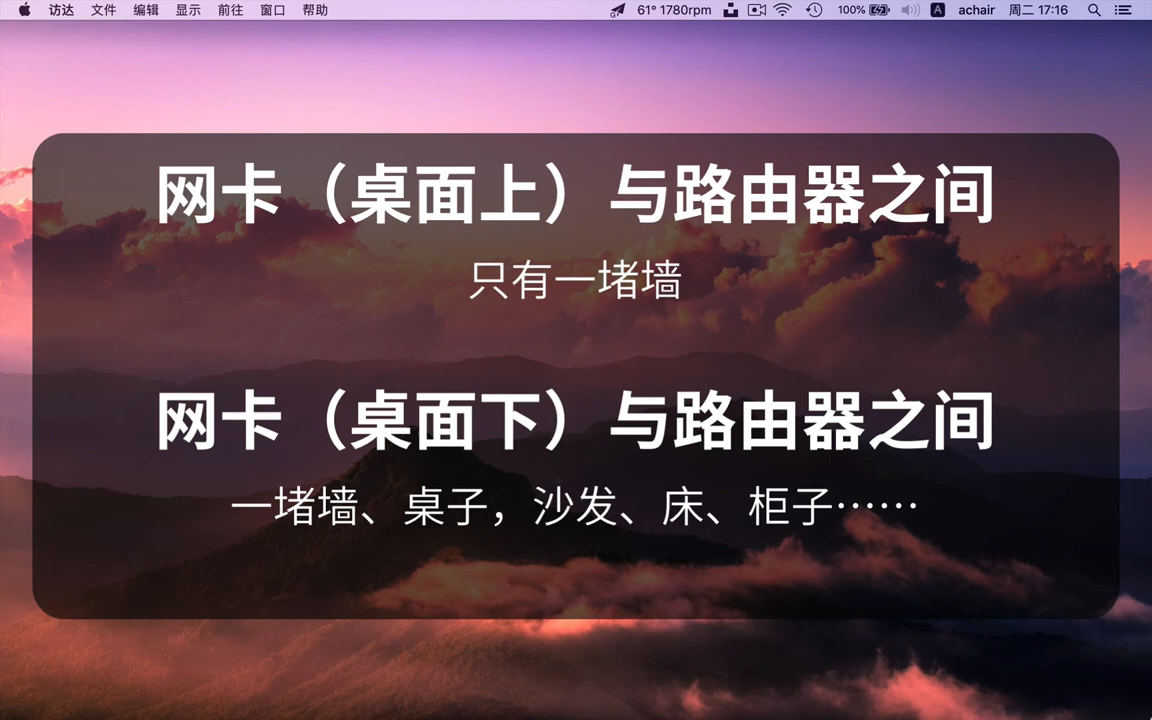 访达 文件 编辑 显示 前往 窗口 帮助 61° 1780rpm 100% A achair 周二 17:16
网卡（桌面上）与路由器之间
只有一堵墙
网卡（桌面下）与路由器之间
一堵墙、桌子，沙发、床、柜子……